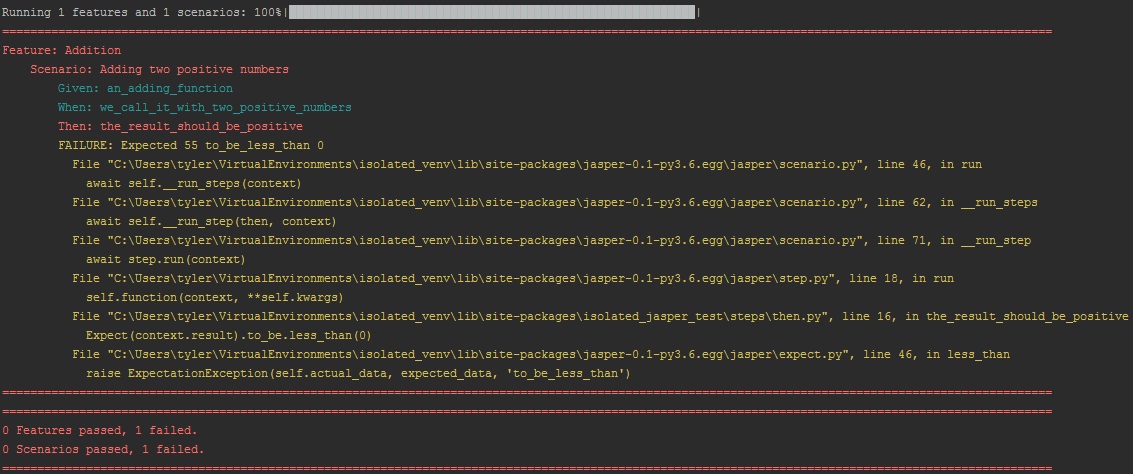 Running 1 features and 1 scenarios: 100%| |
================================================================================
Feature: Addition
    Scenario: Adding two positive numbers
        Given: an_adding_function
        When: we_call_it_with_two_positive_numbers
        Then: the_result_should_be_positive
        FAILURE: Expected 55 to_be_less_than 0
          File "C:\Users\tyler\VirtualEnvironments\isolated_venv\lib\site-packages\jasper-0.1-py3.6.egg\jasper\scenario.py", line 46, in run
            await self.__run_steps(context)
          File "C:\Users\tyler\VirtualEnvironments\isolated_venv\lib\site-packages\jasper-0.1-py3.6.egg\jasper\scenario.py", line 62, in __run_steps
            await self.__run_step(then, context)
          File "C:\Users\tyler\VirtualEnvironments\isolated_venv\lib\site-packages\jasper-0.1-py3.6.egg\jasper\scenario.py", line 71, in __run_step
            await step.run(context)
          File "C:\Users\tyler\VirtualEnvironments\isolated_venv\lib\site-packages\jasper-0.1-py3.6.egg\jasper\step.py", line 18, in run
            self.function(context, **self.kwargs)
          File "C:\Users\tyler\VirtualEnvironments\isolated_venv\lib\site-packages\isolated_jasper_test\steps\then.py", line 16, in the_result_should_be_positive
            Expect(context.result).to_be.less_than(0)
          File "C:\Users\tyler\VirtualEnvironments\isolated_venv\lib\site-packages\jasper-0.1-py3.6.egg\jasper\expect.py", line 46, in less_than
            raise ExpectationException(self.actual_data, expected_data, 'to_be_less_than')
================================================================================
================================================================================
0 Features passed, 1 failed.
0 Scenarios passed, 1 failed.
================================================================================